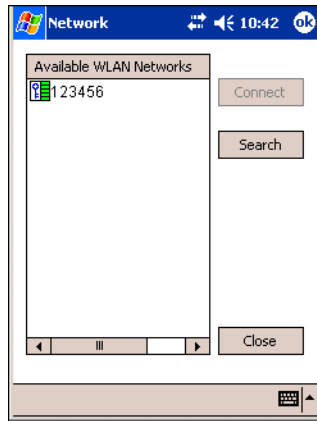 Network 10:42 ok
Available WLAN Networks
123456
Connect
Search
Close